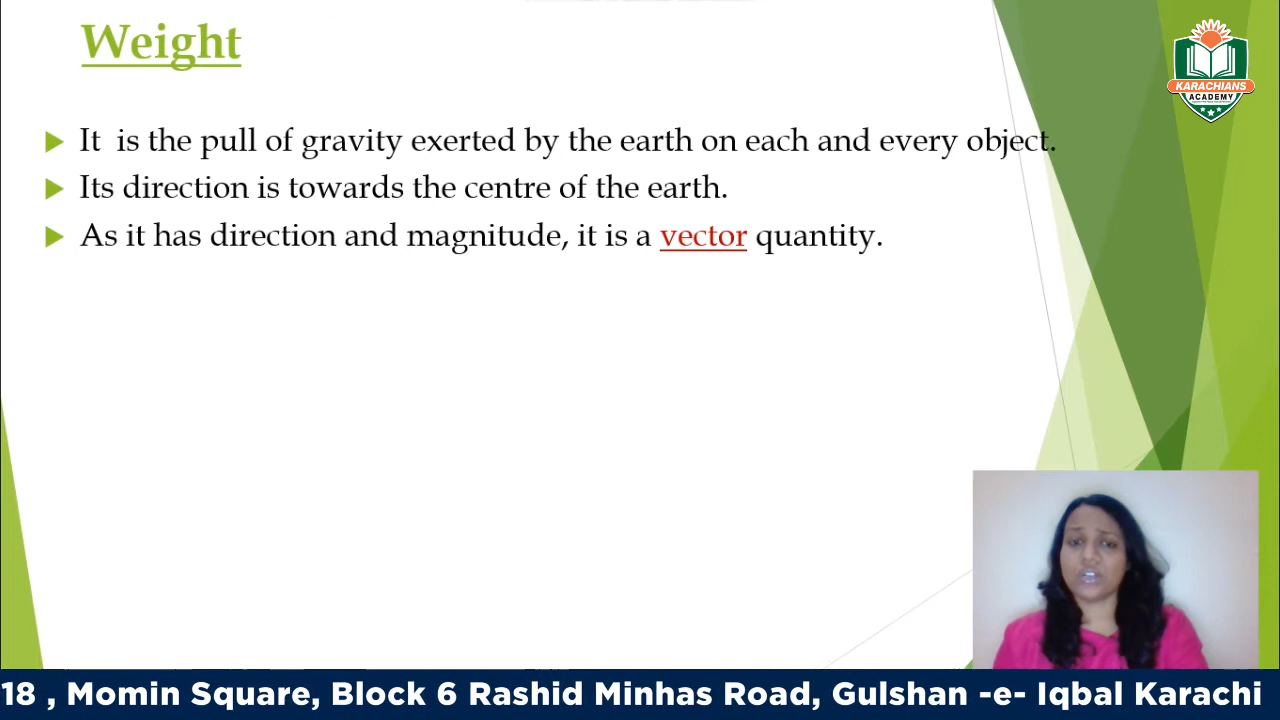 Weight
It is the pull of gravity exerted by the earth on each and every object.
Its direction is towards the centre of the earth.
As it has direction and magnitude, it is a vector quantity.
KARACHIANS
ACADEMY
18 , Momin Square, Block 6 Rashid Minhas Road, Gulshan -e- Iqbal Karachi